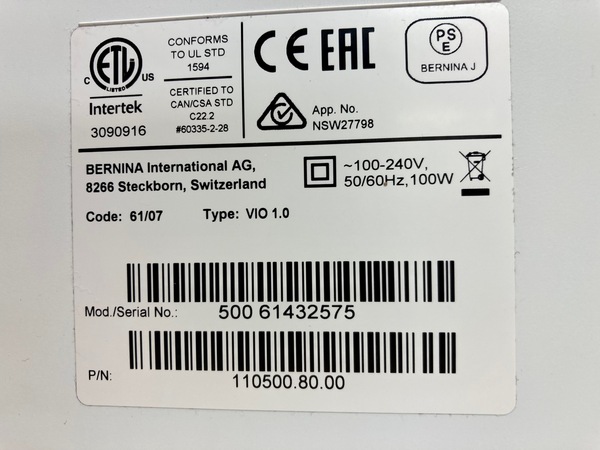 ETL
C US
LISTED
Intertek
3090916
CONFORMS
TO UL STD
1594
CERTIFIED TO
CAN/CSA STD
C22.2
#60335-2-28
CE EAC
App. No.
NSW27798
PS
E
BERNINA J
BERNINA International AG,
8266 Steckborn, Switzerland
~100-240V,
50/60Hz,100W
Code: 61/07 Type: VIO 1.0
Mod./Serial No.: 500 61432575
P/N: 110500.80.00